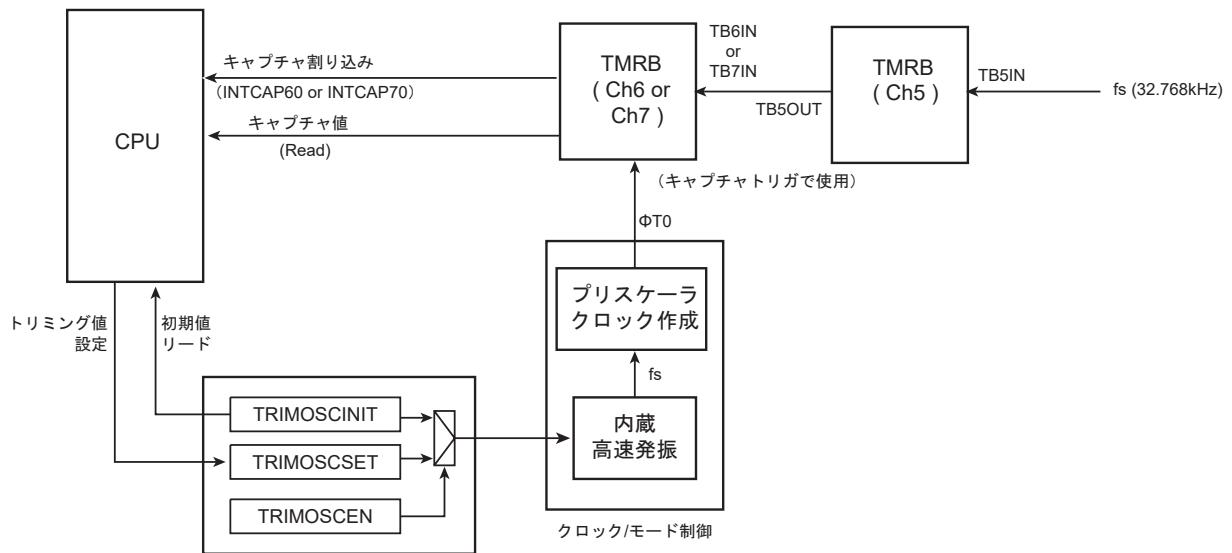 CPU
キャプチャ割り込み
（INTCAP60 or INTCAP70）
キャプチャ値
(Read)
TMRB
( Ch6 or
Ch7 )
TB6IN
or
TB7IN
TB5OUT
TMRB
( Ch5 )
TB5IN
fs (32.768kHz)
（キャプチャトリガで使用）
ΦT0
プリスケーラ
クロック作成
fs
内蔵
高速発振
クロック/モード制御
トリミング値
設定
初期値
リード
TRIMOSCINIT
TRIMOSCSET
TRIMOSCEN